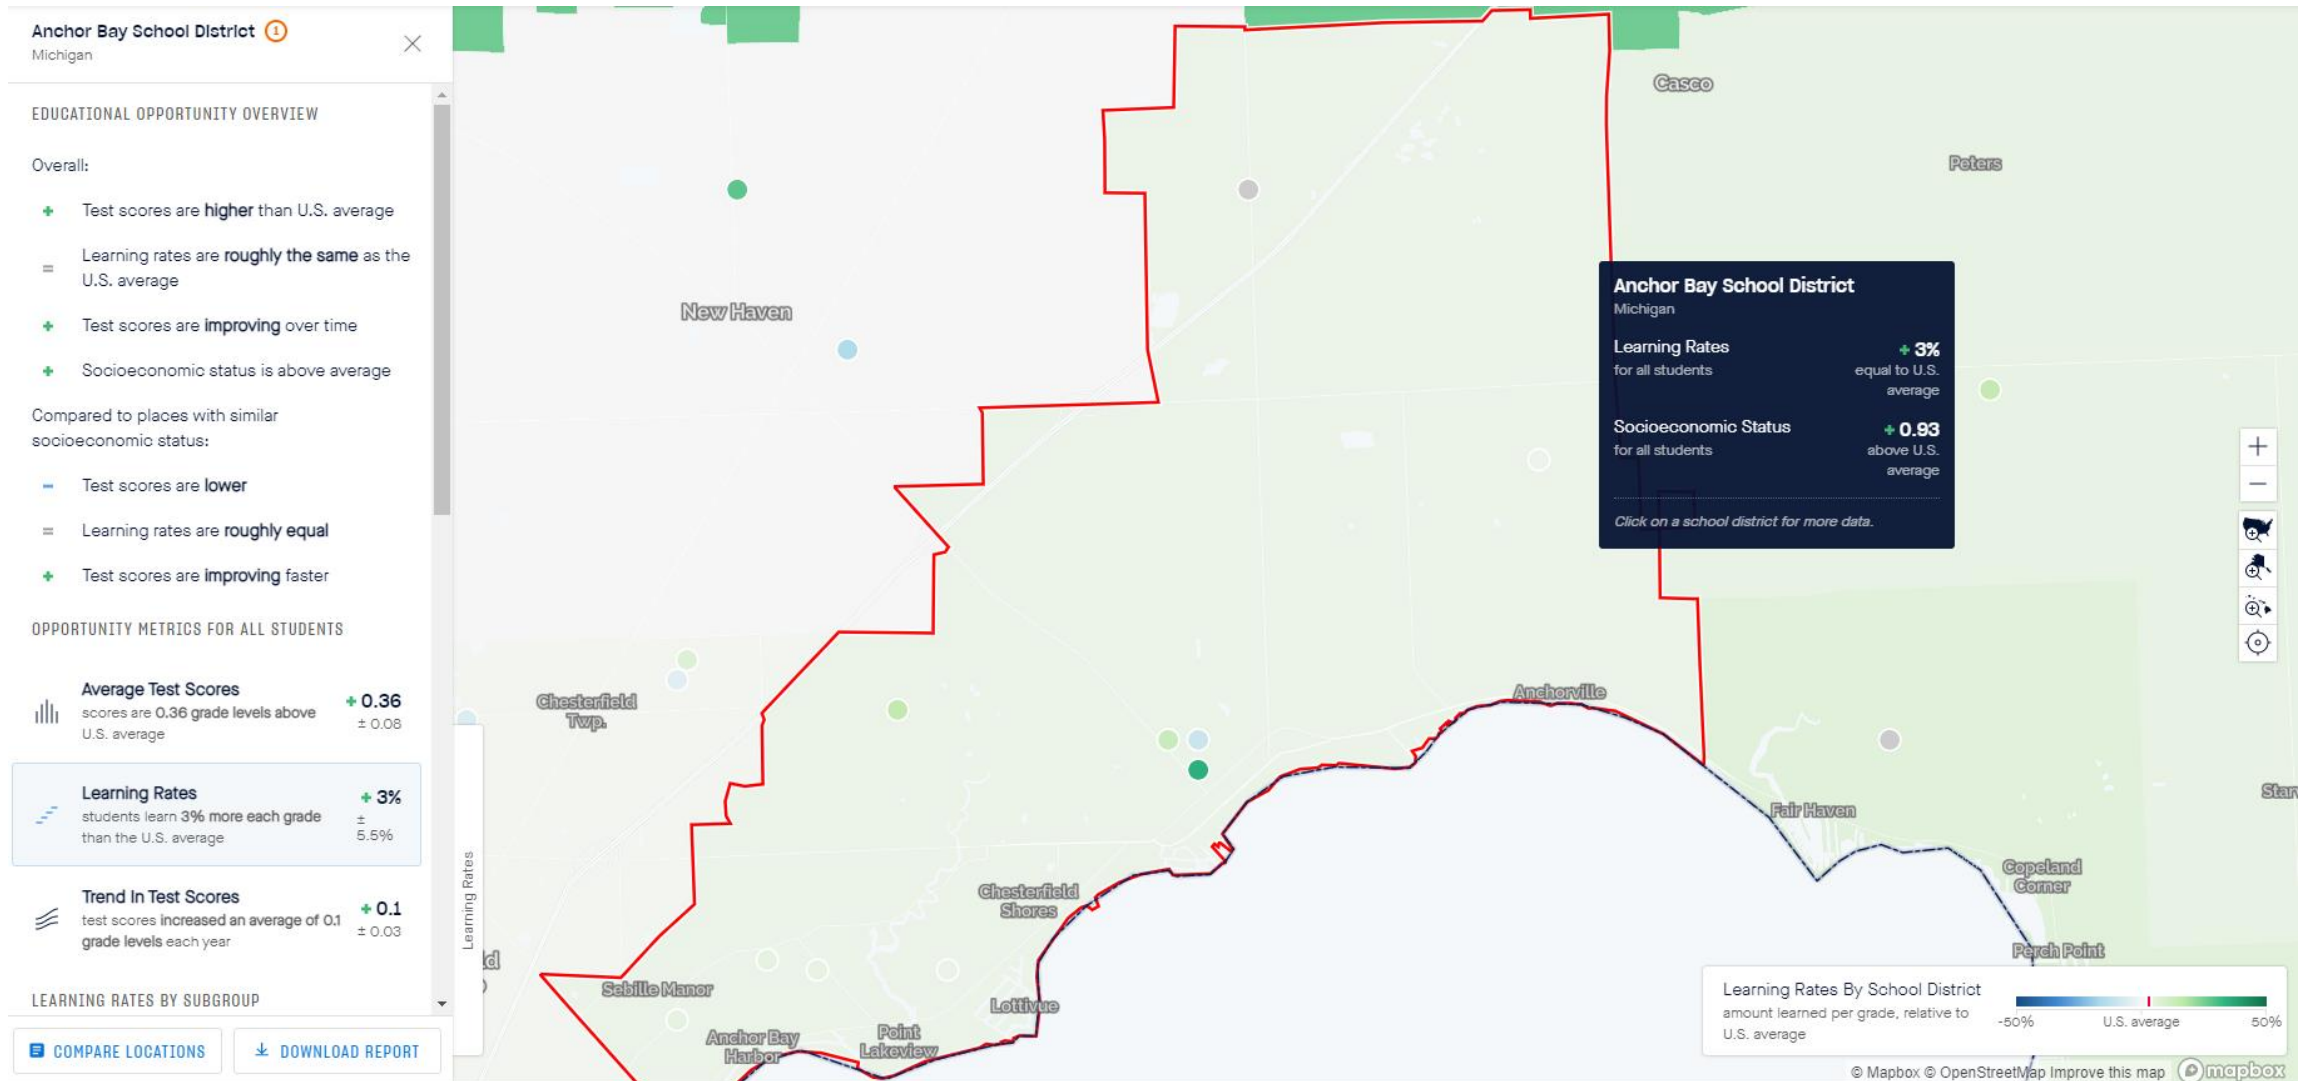 Anchor Bay School District 1
Michigan
EDUCATIONAL OPPORTUNITY OVERVIEW
Overall:
+ Test scores are higher than U.S. average
= Learning rates are roughly the same as the
U.S. average
+ Test scores are improving over time
+ Socioeconomic status is above average
Compared to places with similar
socioeconomic status:
- Test scores are lower
= Learning rates are roughly equal
+ Test scores are improving faster
OPPORTUNITY METRICS FOR ALL STUDENTS
Average Test Scores
scores are 0.36 grade levels above
U.S. average
+ 0.36
± 0.08
Learning Rates
students learn 3% more each grade
than the U.S. average
+ 3%
±
5.5%
Trend In Test Scores
test scores increased an average of 0.1
grade levels each year
+ 0.1
± 0.03
LEARNING RATES BY SUBGROUP
COMPARE LOCATIONS
DOWNLOAD REPORT
Learning Rates
Casco
Peters
New Haven
Anchor Bay School District
Michigan
Learning Rates
for all students
+ 3%
equal to U.S.
average
Socioeconomic Status
for all students
+ 0.93
above U.S.
average
Click on a school district for more data.
Chesterfield
Twp.
Anchorville
Fair Haven
Copeland
Corner
Perch Point
Chesterfield
Shores
Sebille Manor
Lottivue
Anchor Bay
Harbor
Point
Lakeview
Learning Rates By School District
amount learned per grade, relative to
U.S. average
-50%
U.S. average
50%
© Mapbox © OpenStreetMap Improve this map
mapbox